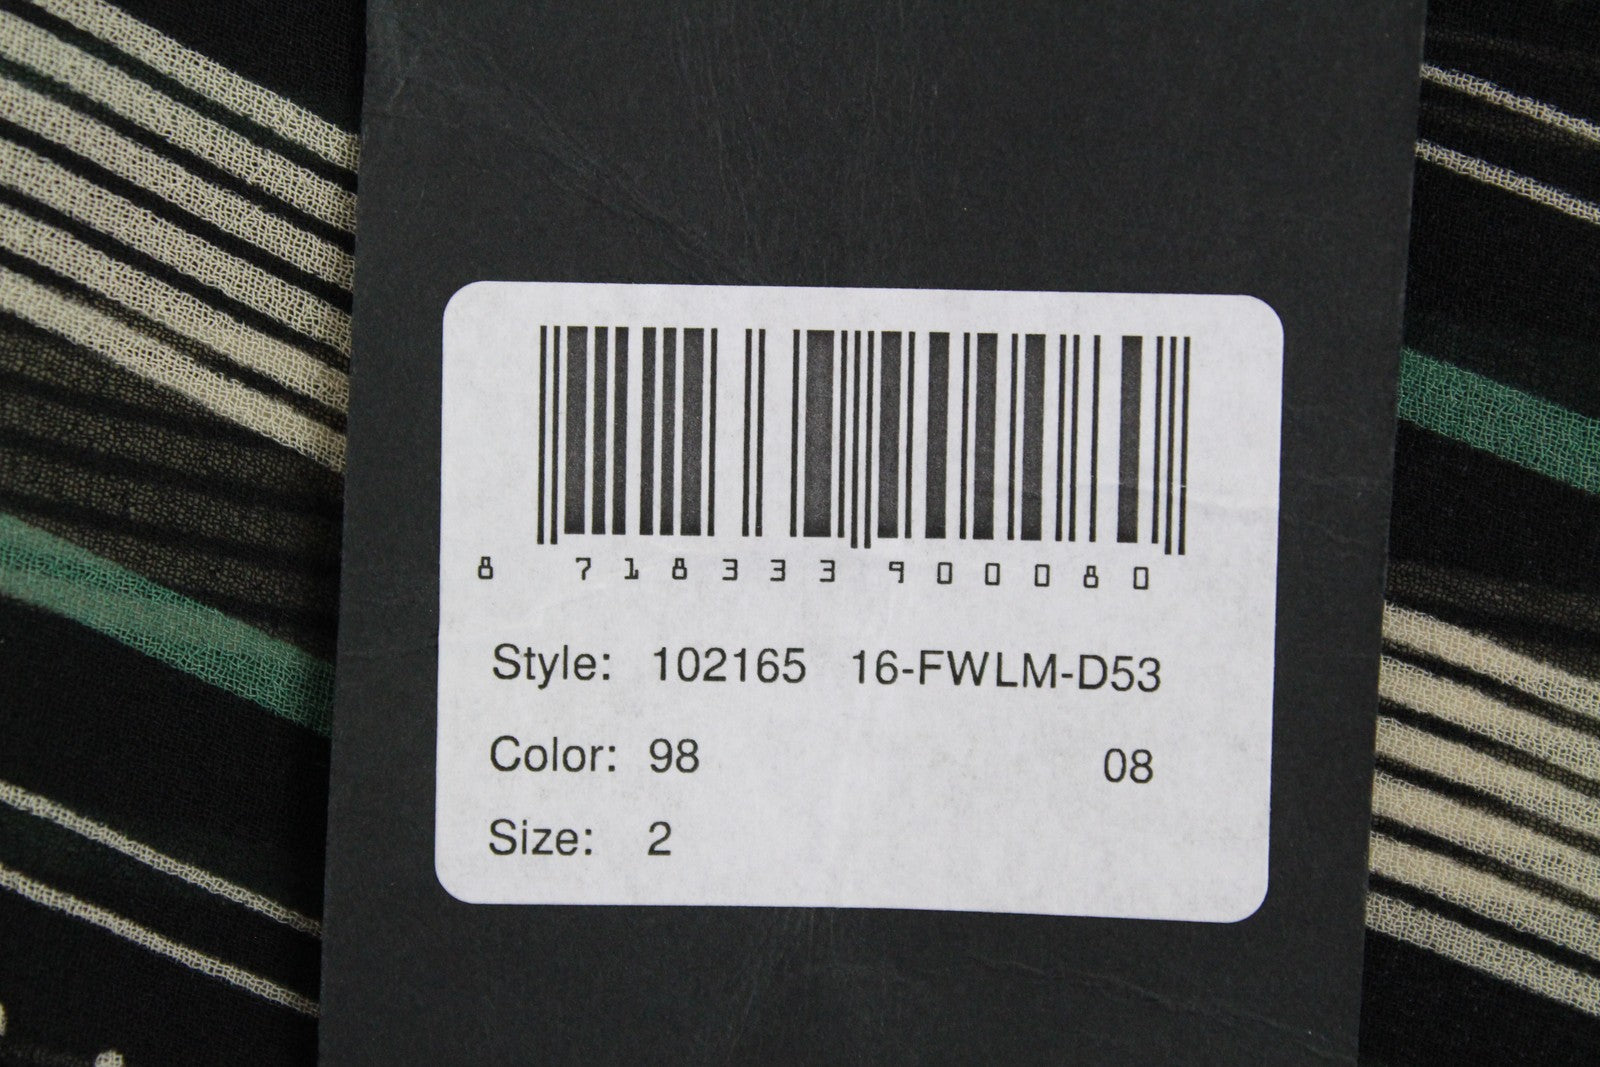 8 718333 900080
Style: 102165 16-FWLM-D53
Color: 98 08
Size: 2